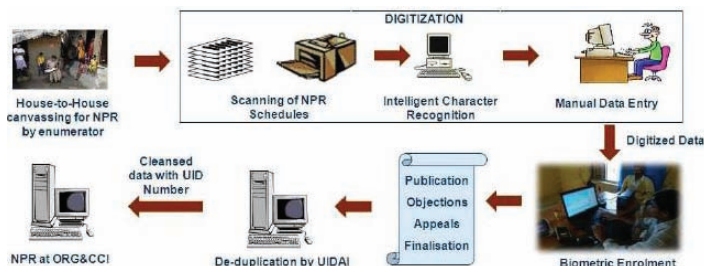 DIGITIZATION
House-to-House
canvassing for NPR
by enumerator
Scanning of NPR
Schedules
Intelligent Character
Recognition
Manual Data Entry
Digitized Data
Biometric Enrolment
Publication
Objections
Appeals
Finalisation
De-duplication by UIDAI
Cleansed
data with UID
Number
NPR at ORG&CCI